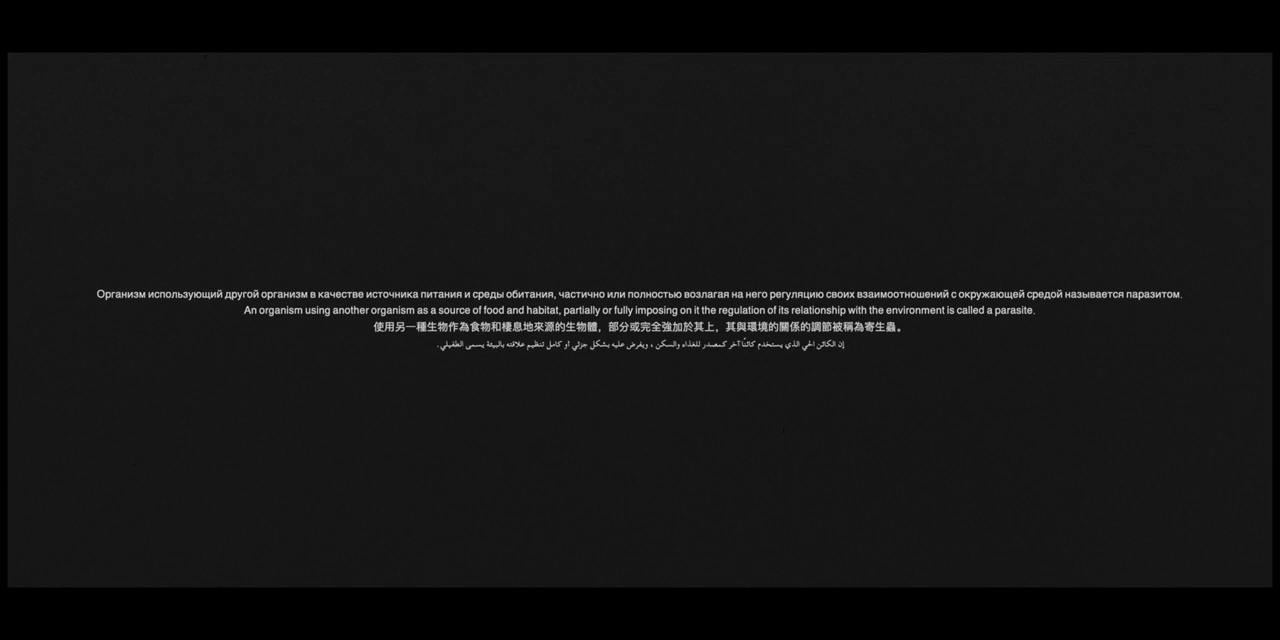 Организм использующий другой организм в качестве источника питания и среды обитания, частично или полностью возлагая на него регуляцию своих взаимоотношений с окружающей средой называется паразитом.
An organism using another organism as a source of food and habitat, partially or fully imposing on it the regulation of its relationship with the environment is called a parasite.
使用另一種生物作為食物和棲息地來源的生物體，部分或完全強加於其上，其與環境的關係的調節被稱為寄生蟲。
إن الكائن الحي الذي يستخدم كائنًا آخر كمصدر للغذاء والسكن ، ويفرض عليه بشكل جزئي أو كامل تنظيم علاقته بالبيئة يسمى الطفيلي.